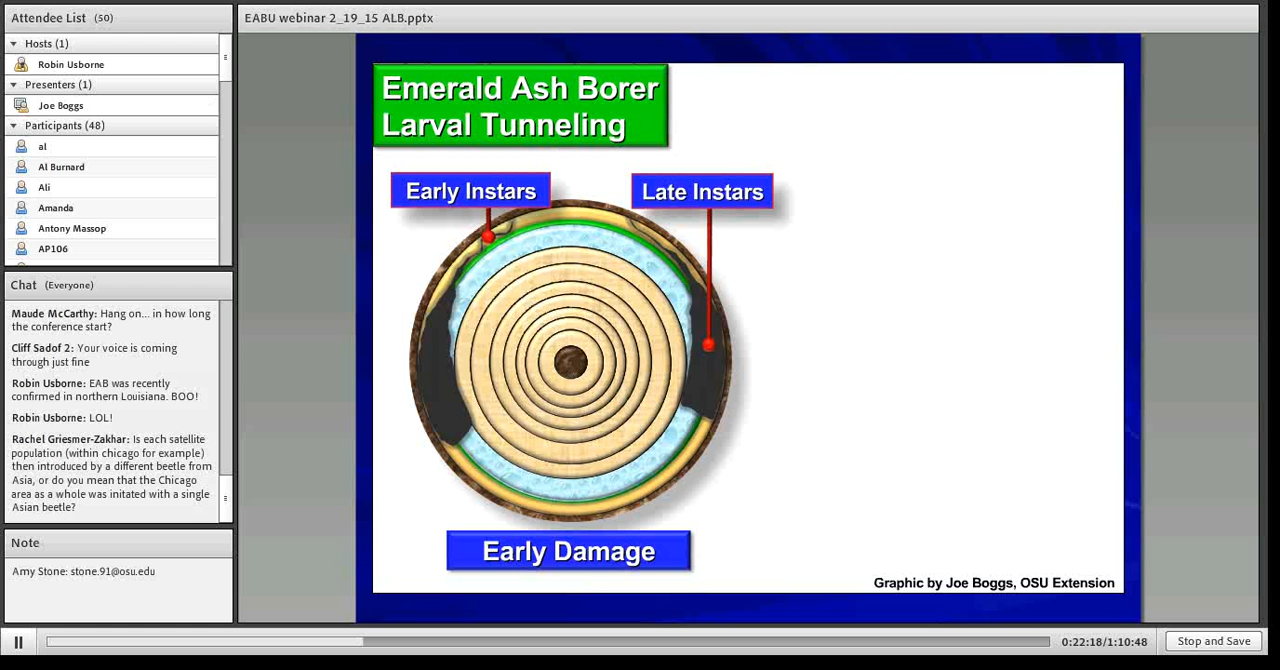 Attendee List (50)
Hosts (1)
Robin Usborne
Presenters (1)
Joe Boggs
Participants (48)
al
Al Burnard
Ali
Amanda
Antony Massop
AP106
Chat (Everyone)
Maude McCarthy: Hang on... in how long
the conference start?
Cliff Sadof 2: Your voice is coming
through just fine
Robin Usborne: EAB was recently
confirmed in northern Louisiana. BOO!
Robin Usborne: LOL!
Rachel Griesmer-Zakhar: Is each satellite
population (within chicago for example)
then introduced by a different beetle from
Asia, or do you mean that the Chicago
area as a whole was initated with a single
Asian beetle?
Note
Amy Stone: stone.91@osu.edu
EABU webinar 2_19_15 ALB.pptx
Emerald Ash Borer
Larval Tunneling
Early Instars
Late Instars
Early Damage
Graphic by Joe Boggs, OSU Extension
0:22:18/1:10:48
Stop and Save